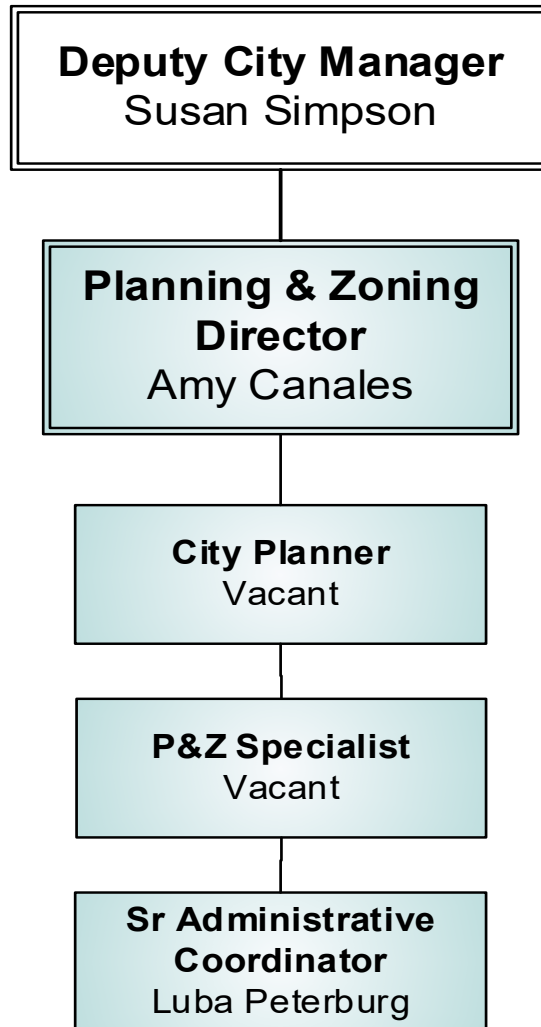 Deputy City Manager
Susan Simpson
Planning & Zoning
Director
Amy Canales
City Planner
Vacant
P&Z Specialist
Vacant
Sr Administrative
Coordinator
Luba Peterburg